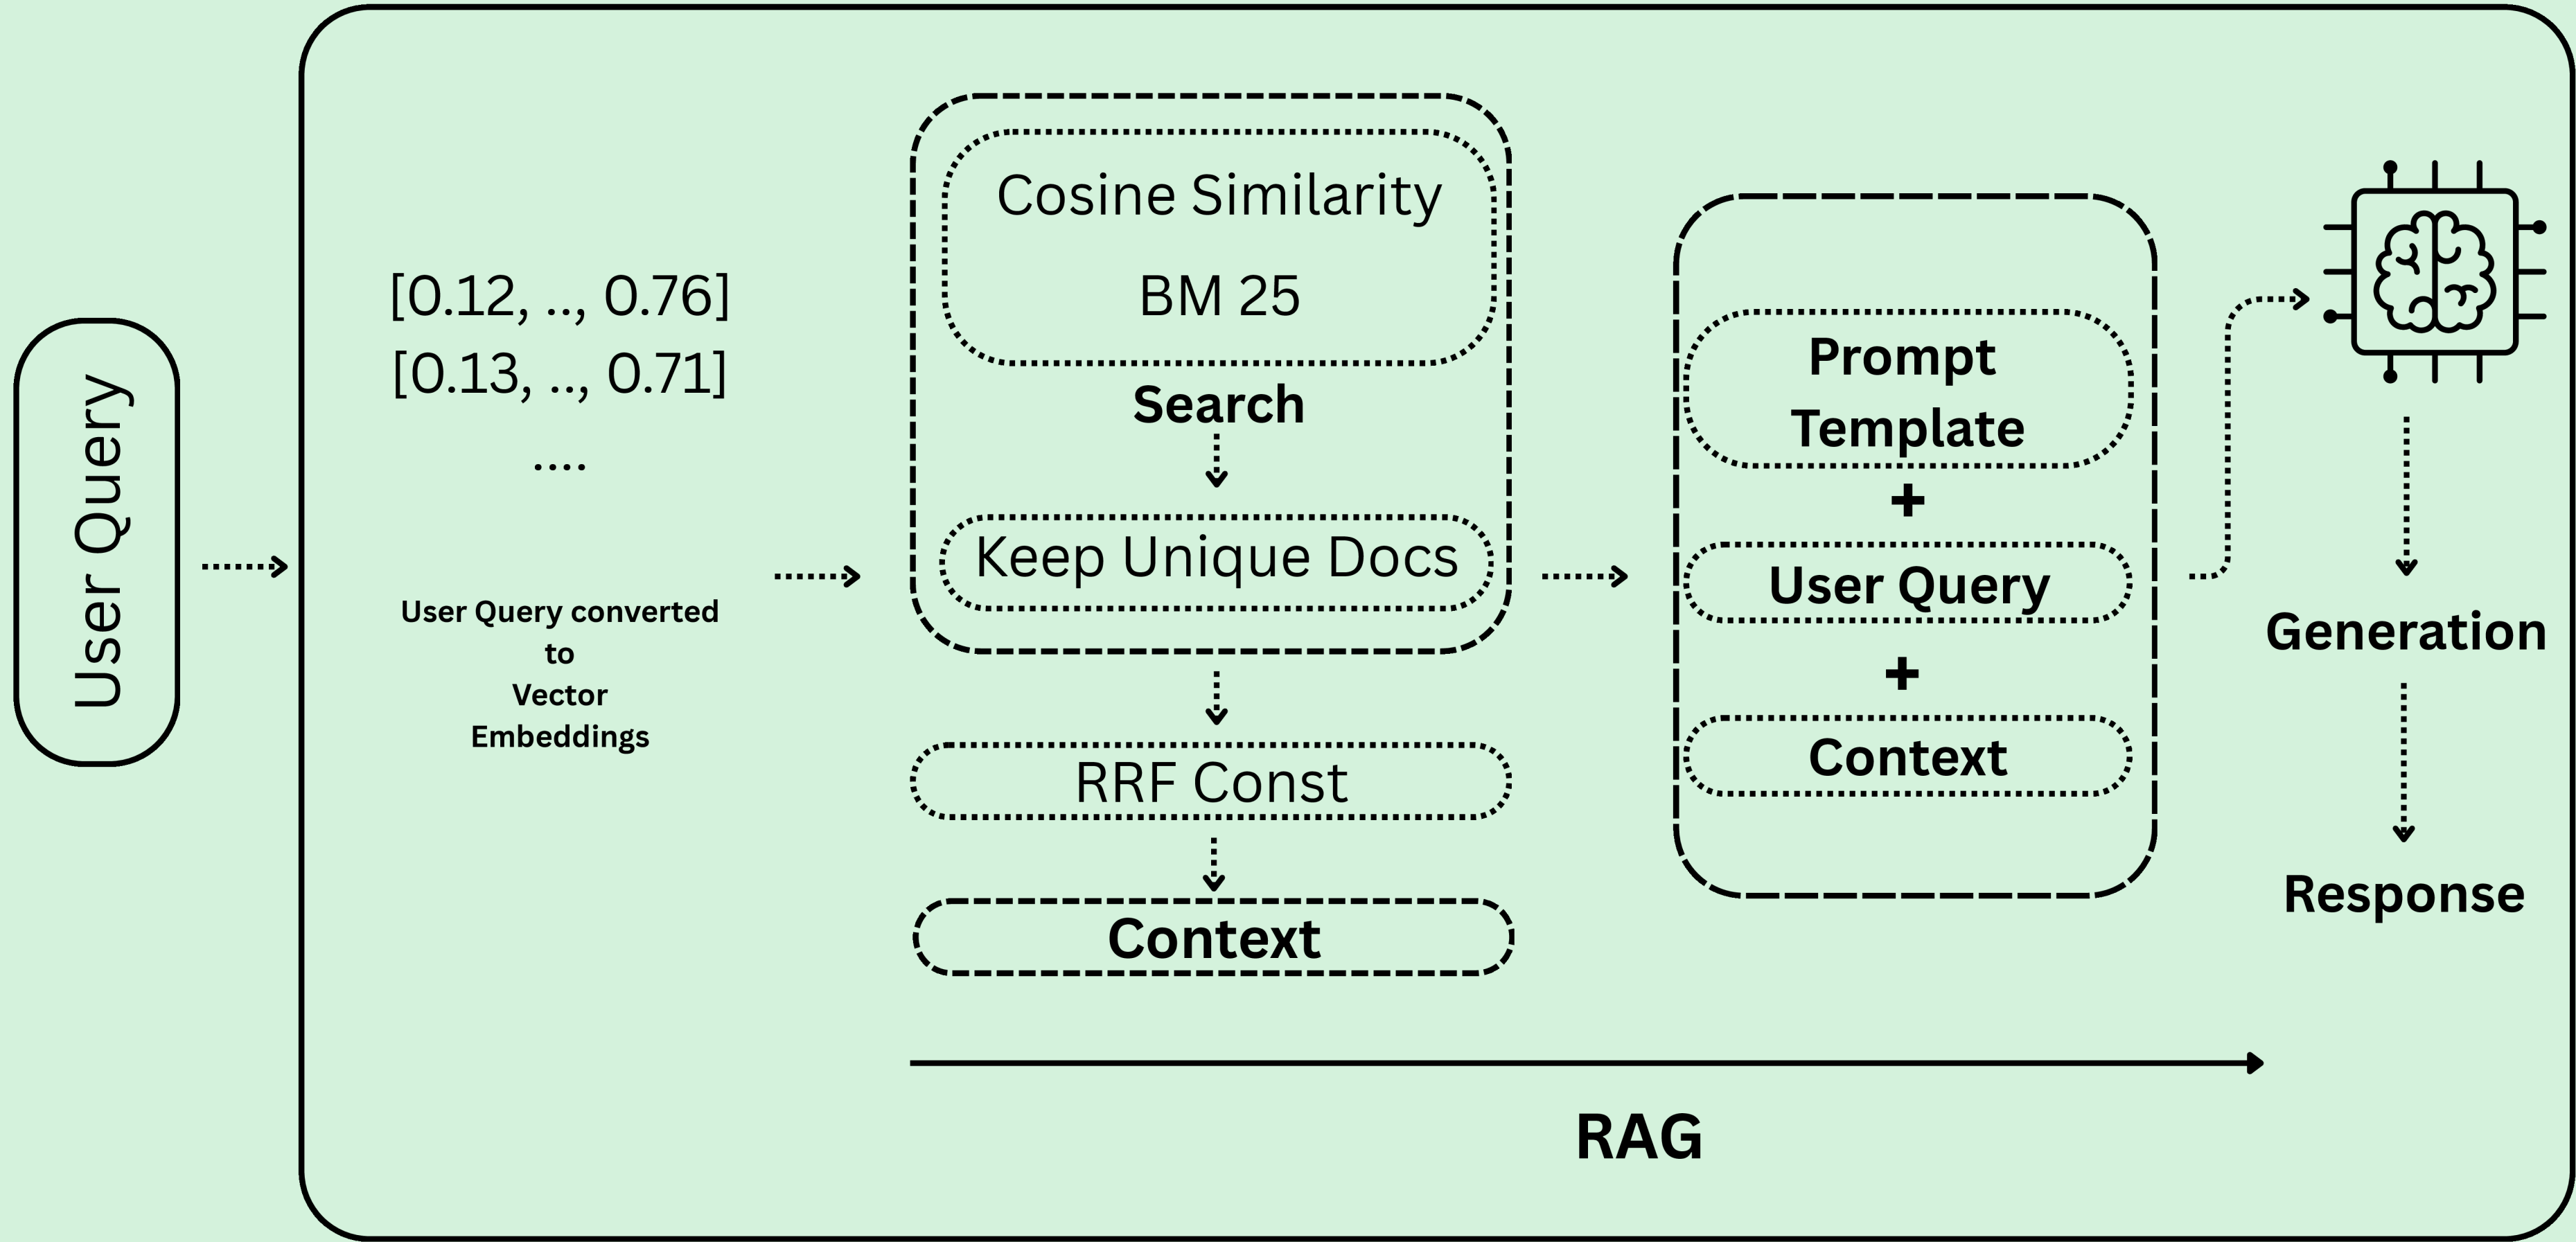 User Query
[0.12, .., 0.76]
[0.13, .., 0.71]
....
User Query converted
to
Vector
Embeddings
Cosine Similarity
BM 25
Search
Keep Unique Docs
RRF Const
Context
Prompt
Template
+
User Query
+
Context
Generation
Response
RAG